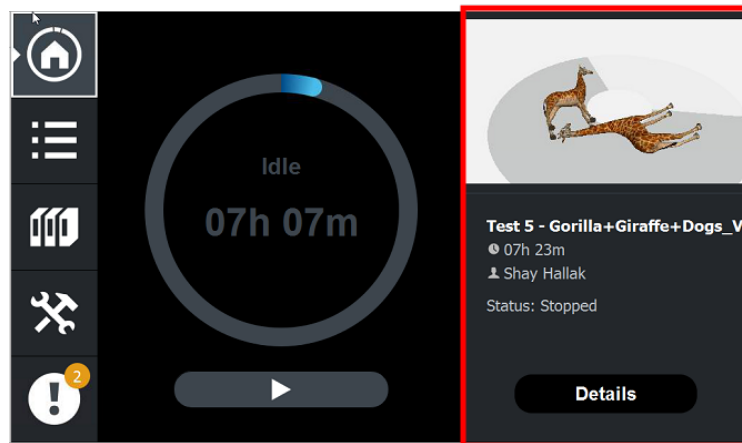 Idle
07h 07m
2
Test 5 - Gorilla+Giraffe+Dogs_V
07h 23m
Shay Hallak
Status: Stopped
Details